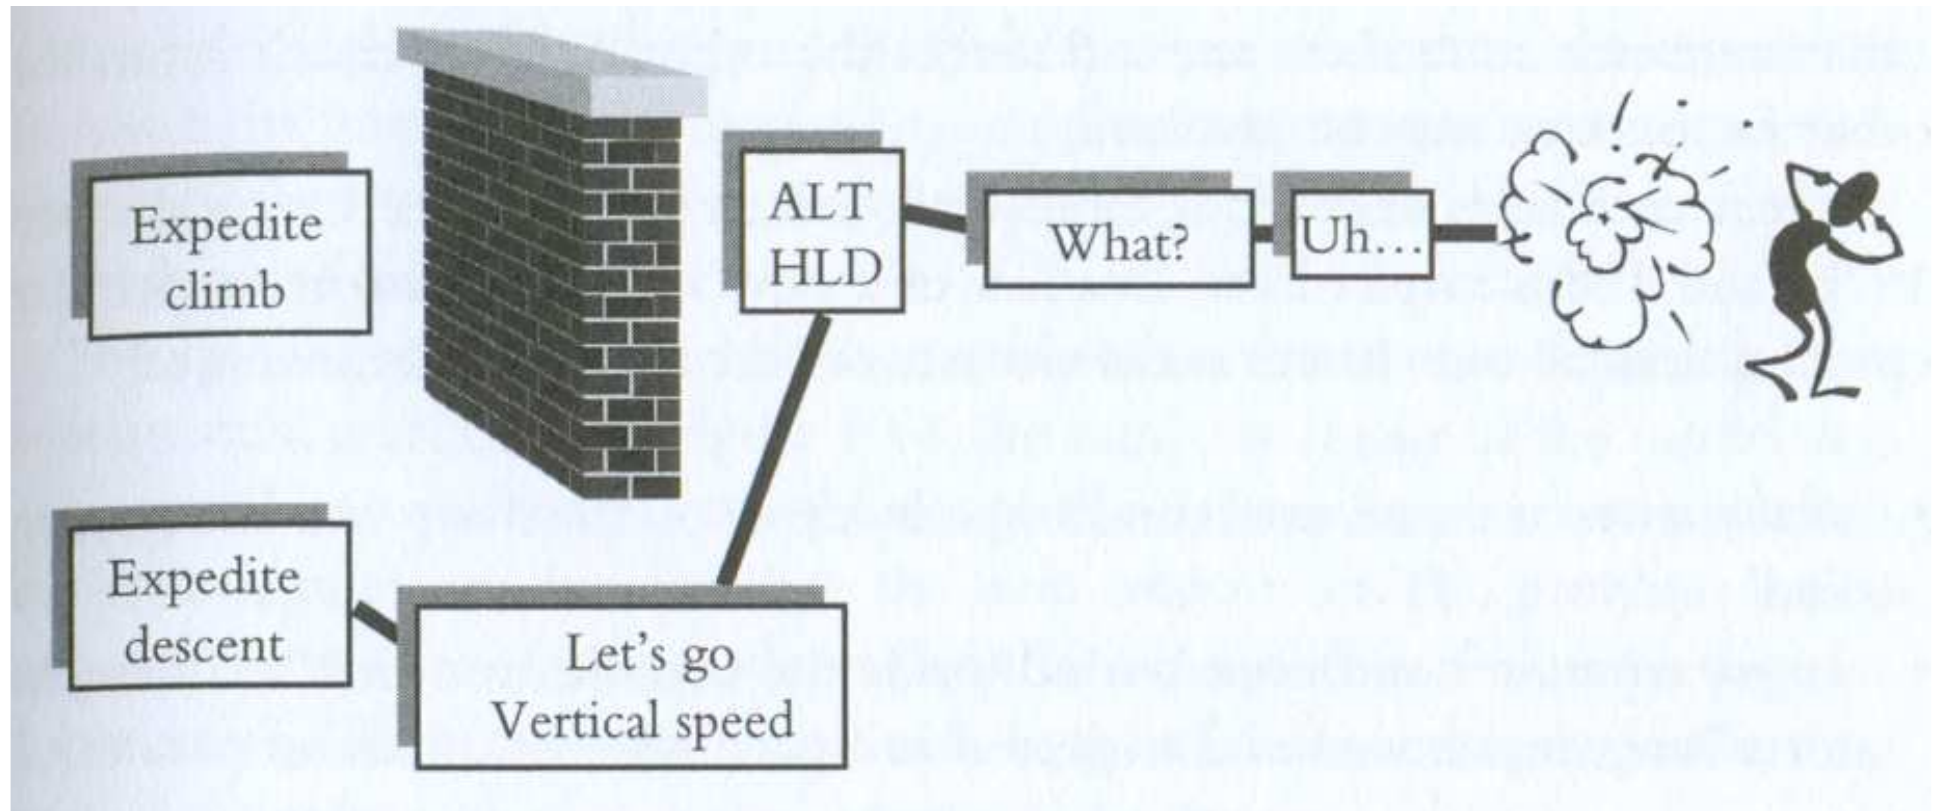 Expedite
climb
ALT
HLD
What?
Uh...
Expedite
descent
Let's go
Vertical speed